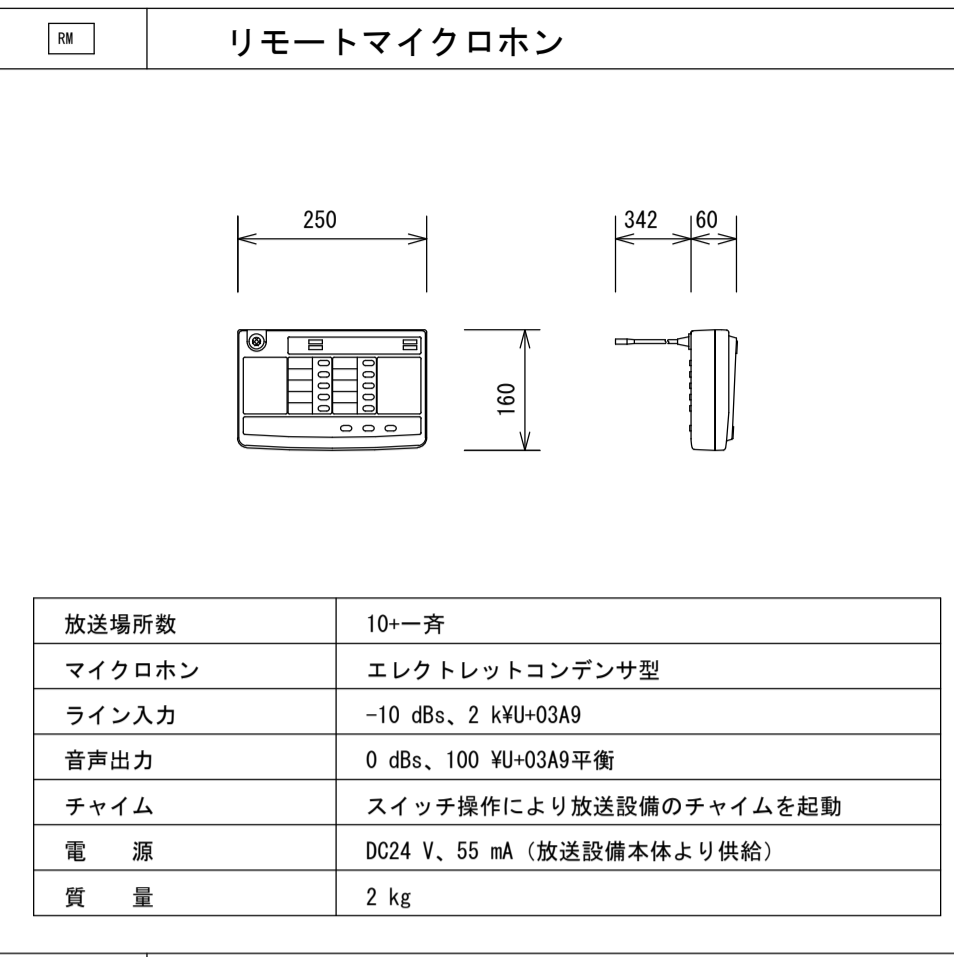 RM
リモートマイクロホン
250
342
60
160
放送場所数 10+一斉
マイクロホン エレクトレットコンデンサ型
ライン入力 -10 dBs、2 k¥U+03A9
音声出力 0 dBs、100 ¥U+03A9平衡
チャイム スイッチ操作により放送設備のチャイムを起動
電　源 DC24 V、55 mA（放送設備本体より供給）
質　量 2 kg